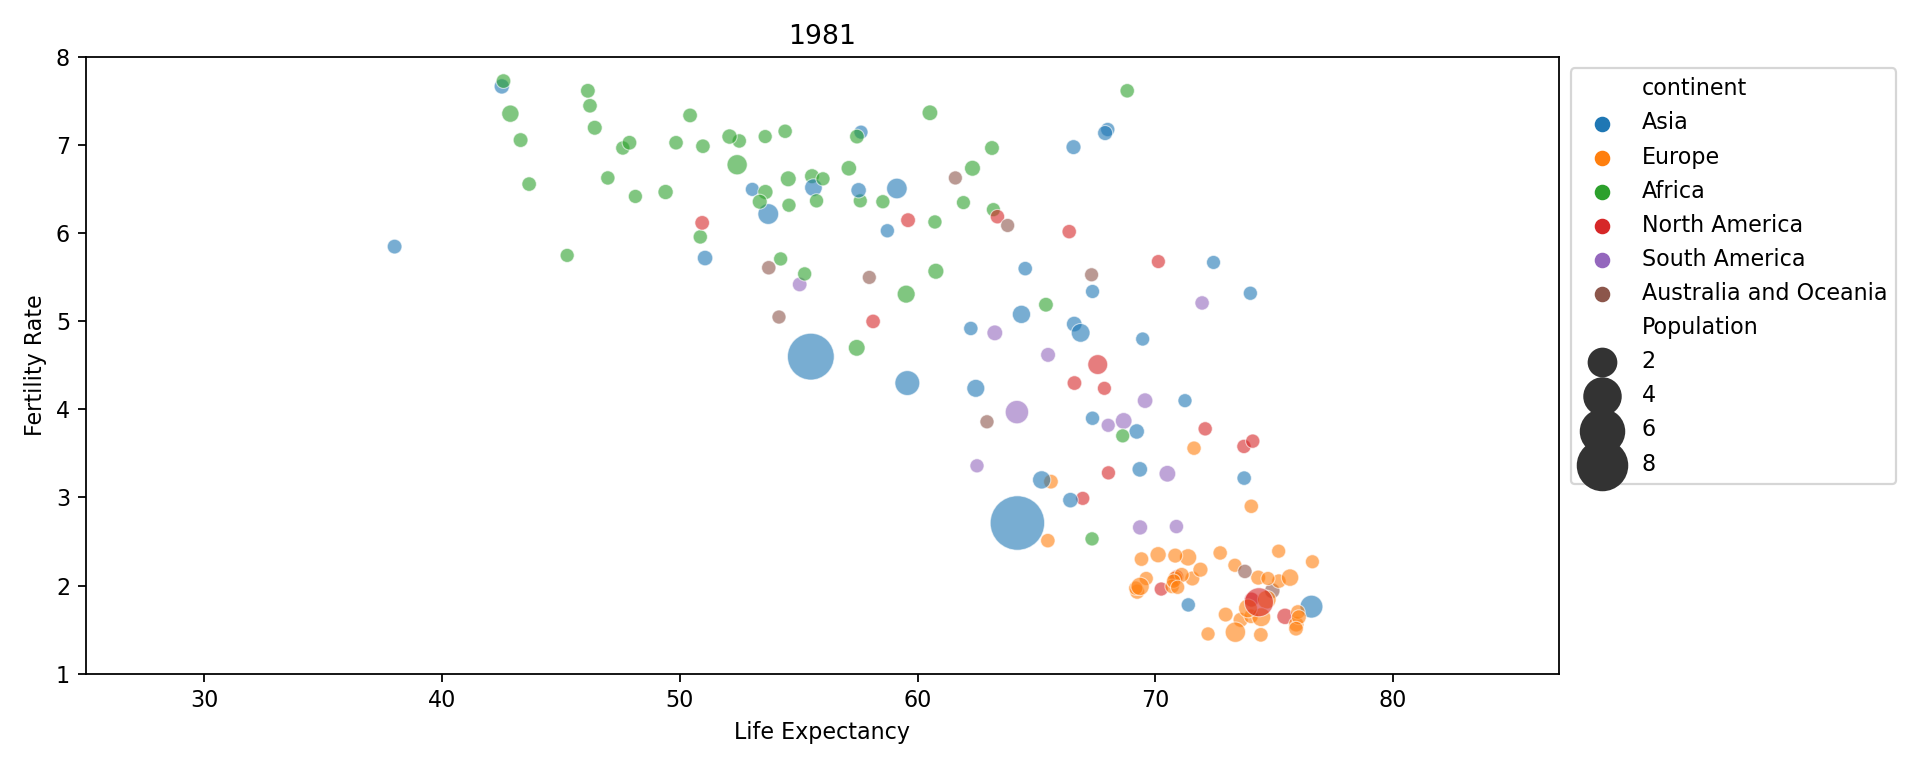 1981
8
7
6
5
4
3
2
1
Fertility Rate
30 40 50 60 70 80
Life Expectancy
continent
Asia
Europe
Africa
North America
South America
Australia and Oceania
Population
2
4
6
8